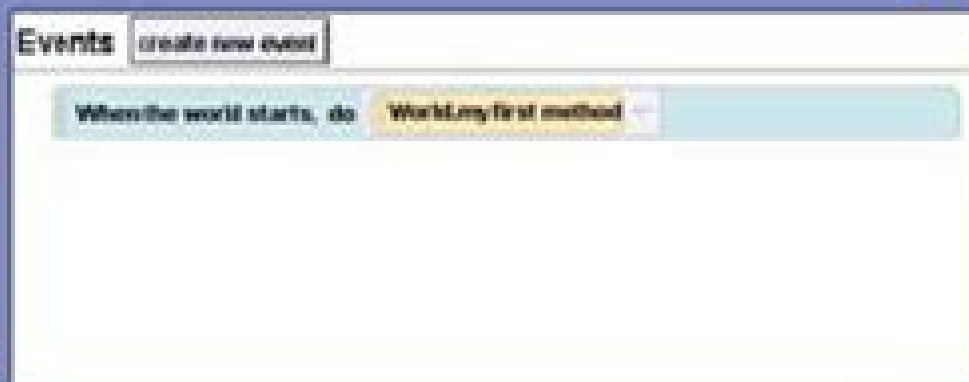 Events create new event
When the world starts, do World.my first method